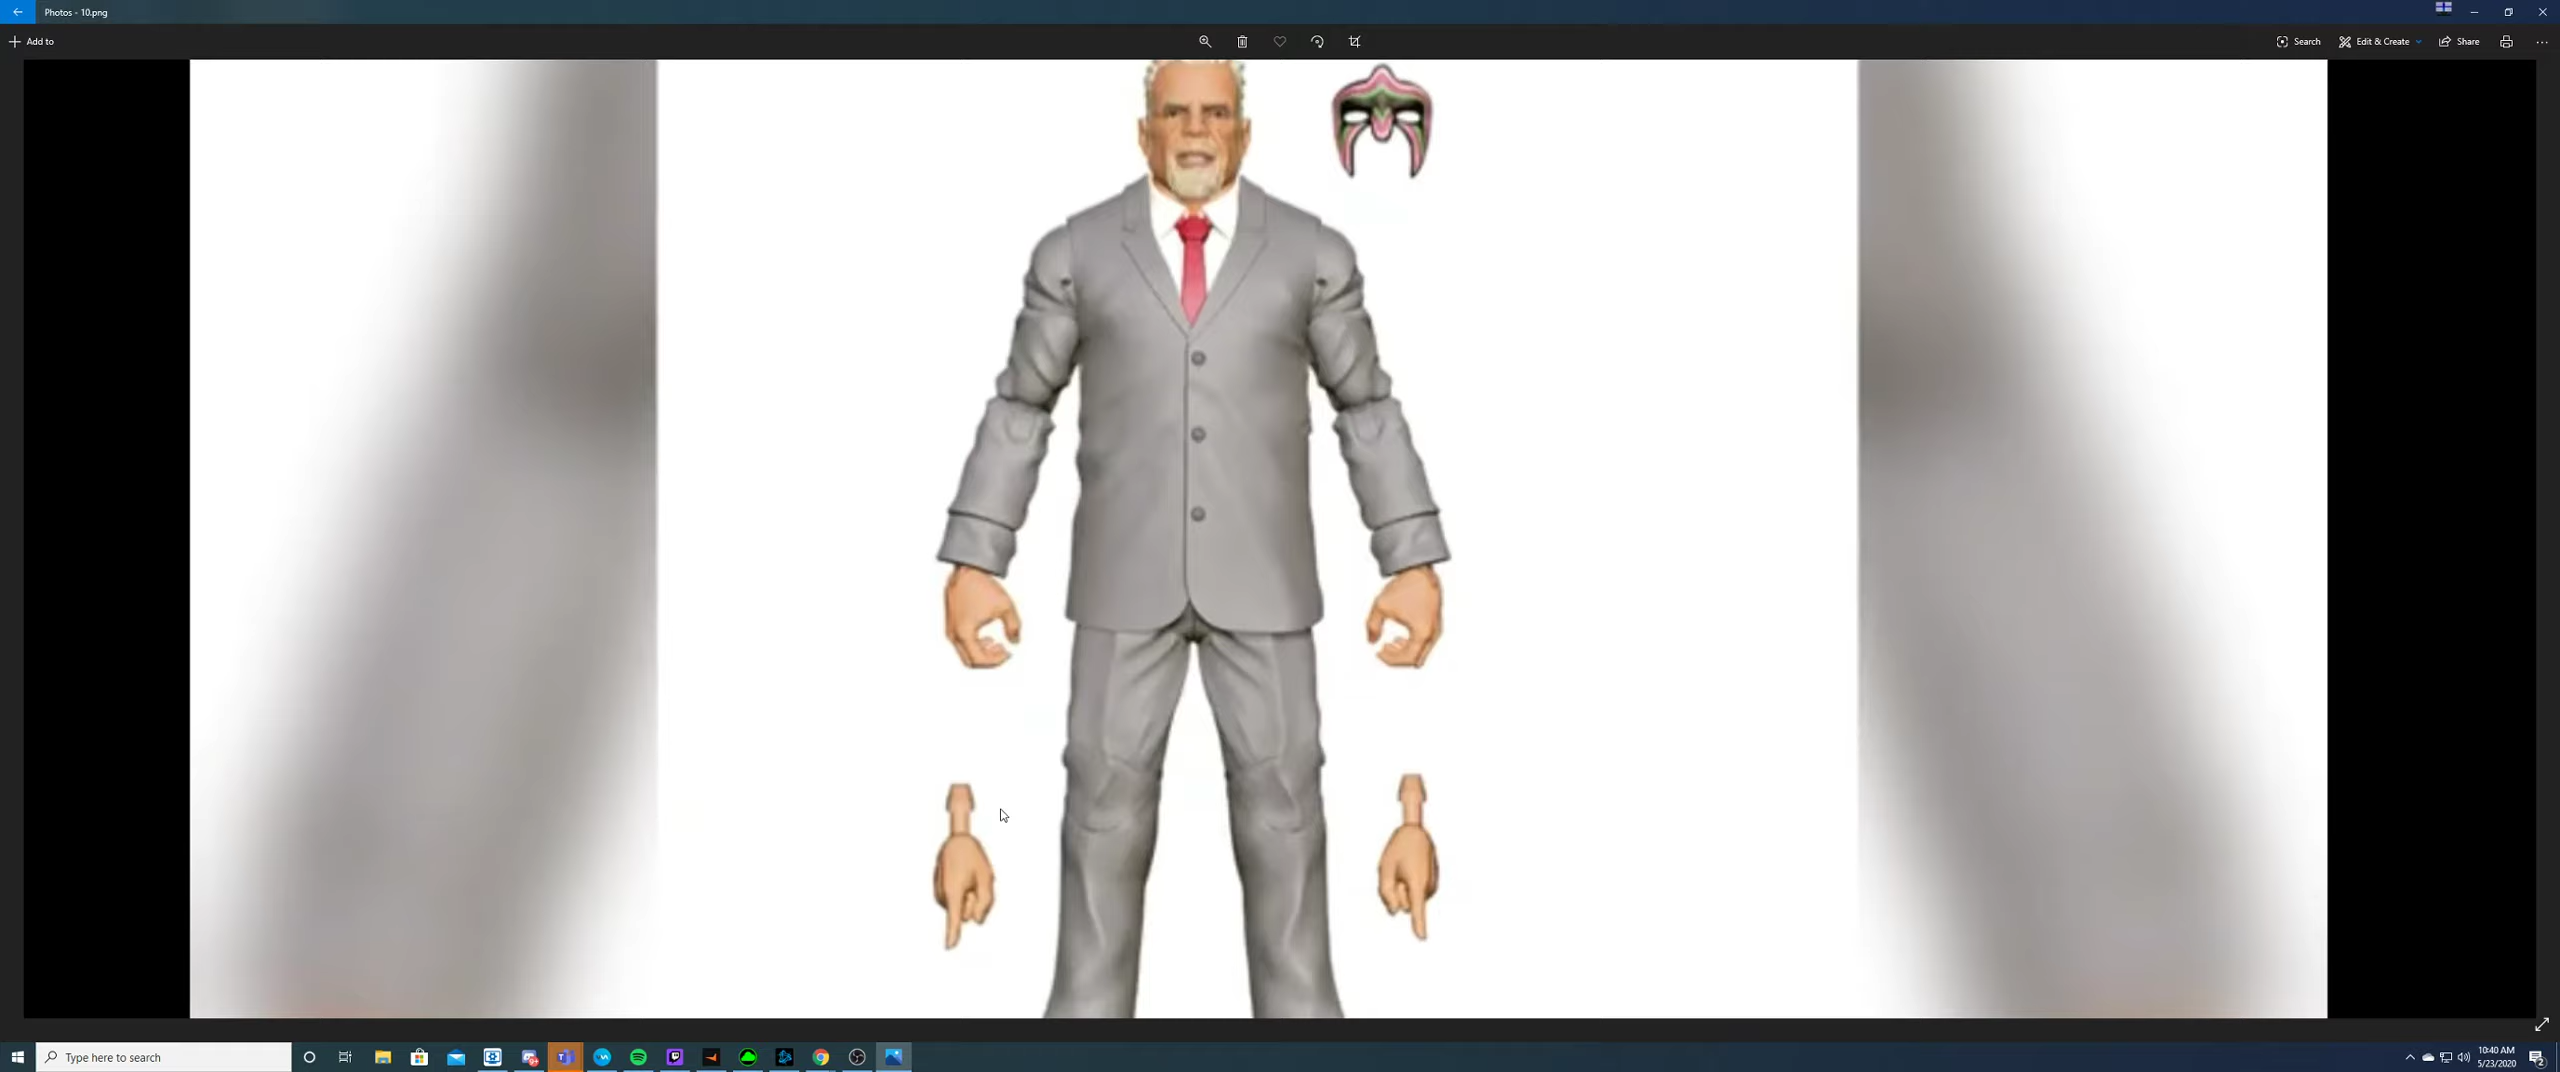 Photos - 10.png
Add to
Search
Edit & Create
Share
Type here to search
10:40 AM
5/23/2020